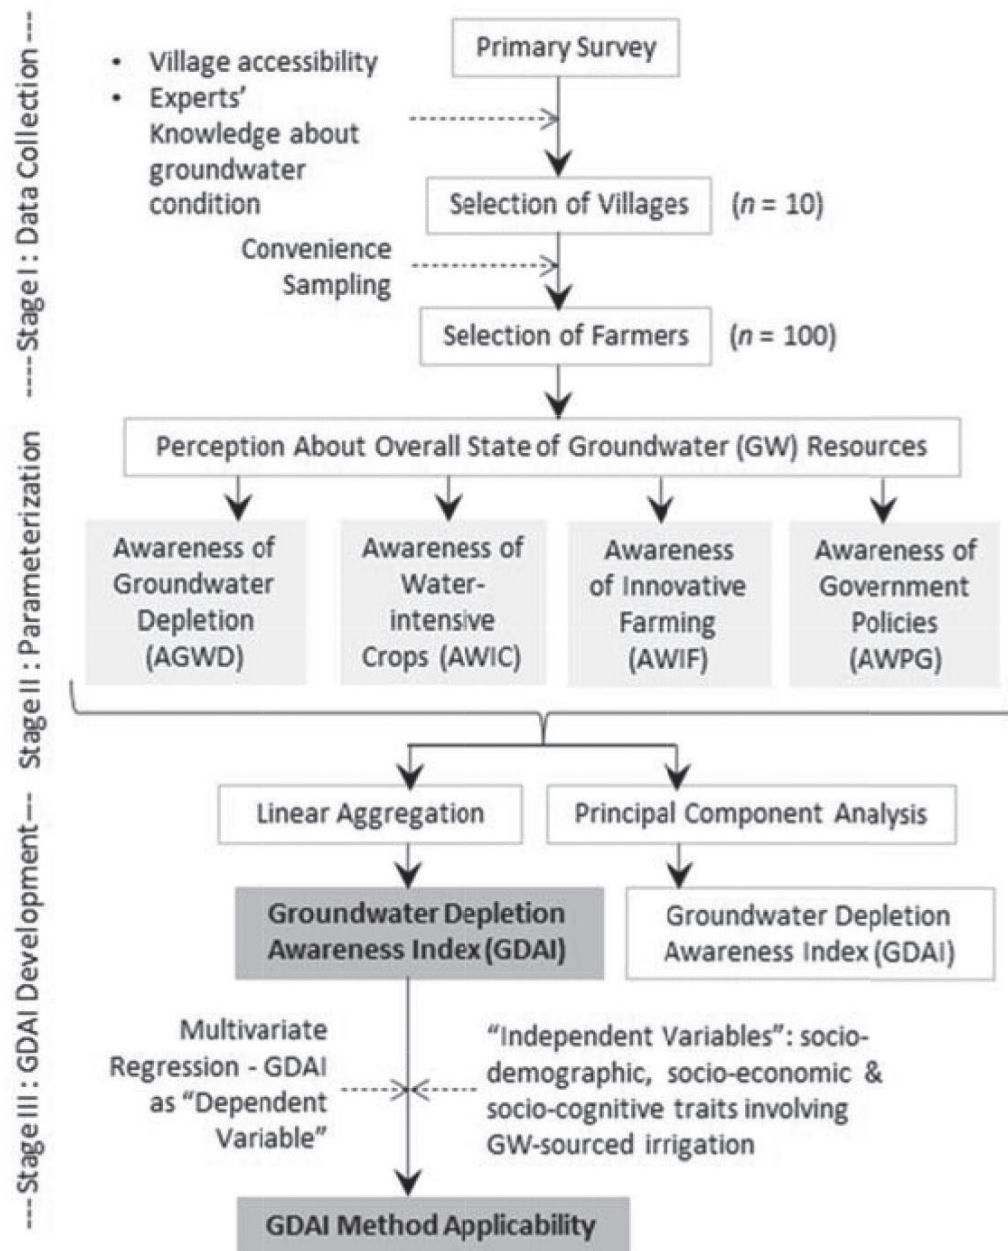 ----- Stage I : Data Collection ---
Primary Survey
• Village accessibility
• Experts'
Knowledge about
groundwater
condition
Selection of Villages (n = 10)
Convenience
Sampling
Selection of Farmers (n = 100)
Stage II : Parameterization
Perception About Overall State of Groundwater (GW) Resources
Awareness of
Groundwater
Depletion
(AGWD)
Awareness of
Water-
intensive
Crops (AWIC)
Awareness
of Innovative
Farming
(AWIF)
Awareness of
Government
Policies
(AWPG)
---- Stage III : GDAI Development---
Linear Aggregation
Principal Component Analysis
Groundwater Depletion
Awareness Index (GDAI)
Groundwater Depletion
Awareness Index (GDAI)
Multivariate
Regression - GDAI
as "Dependent
Variable"
"Independent Variables": socio-
demographic, socio-economic &
socio-cognitive traits involving
GW-sourced irrigation
GDAI Method Applicability